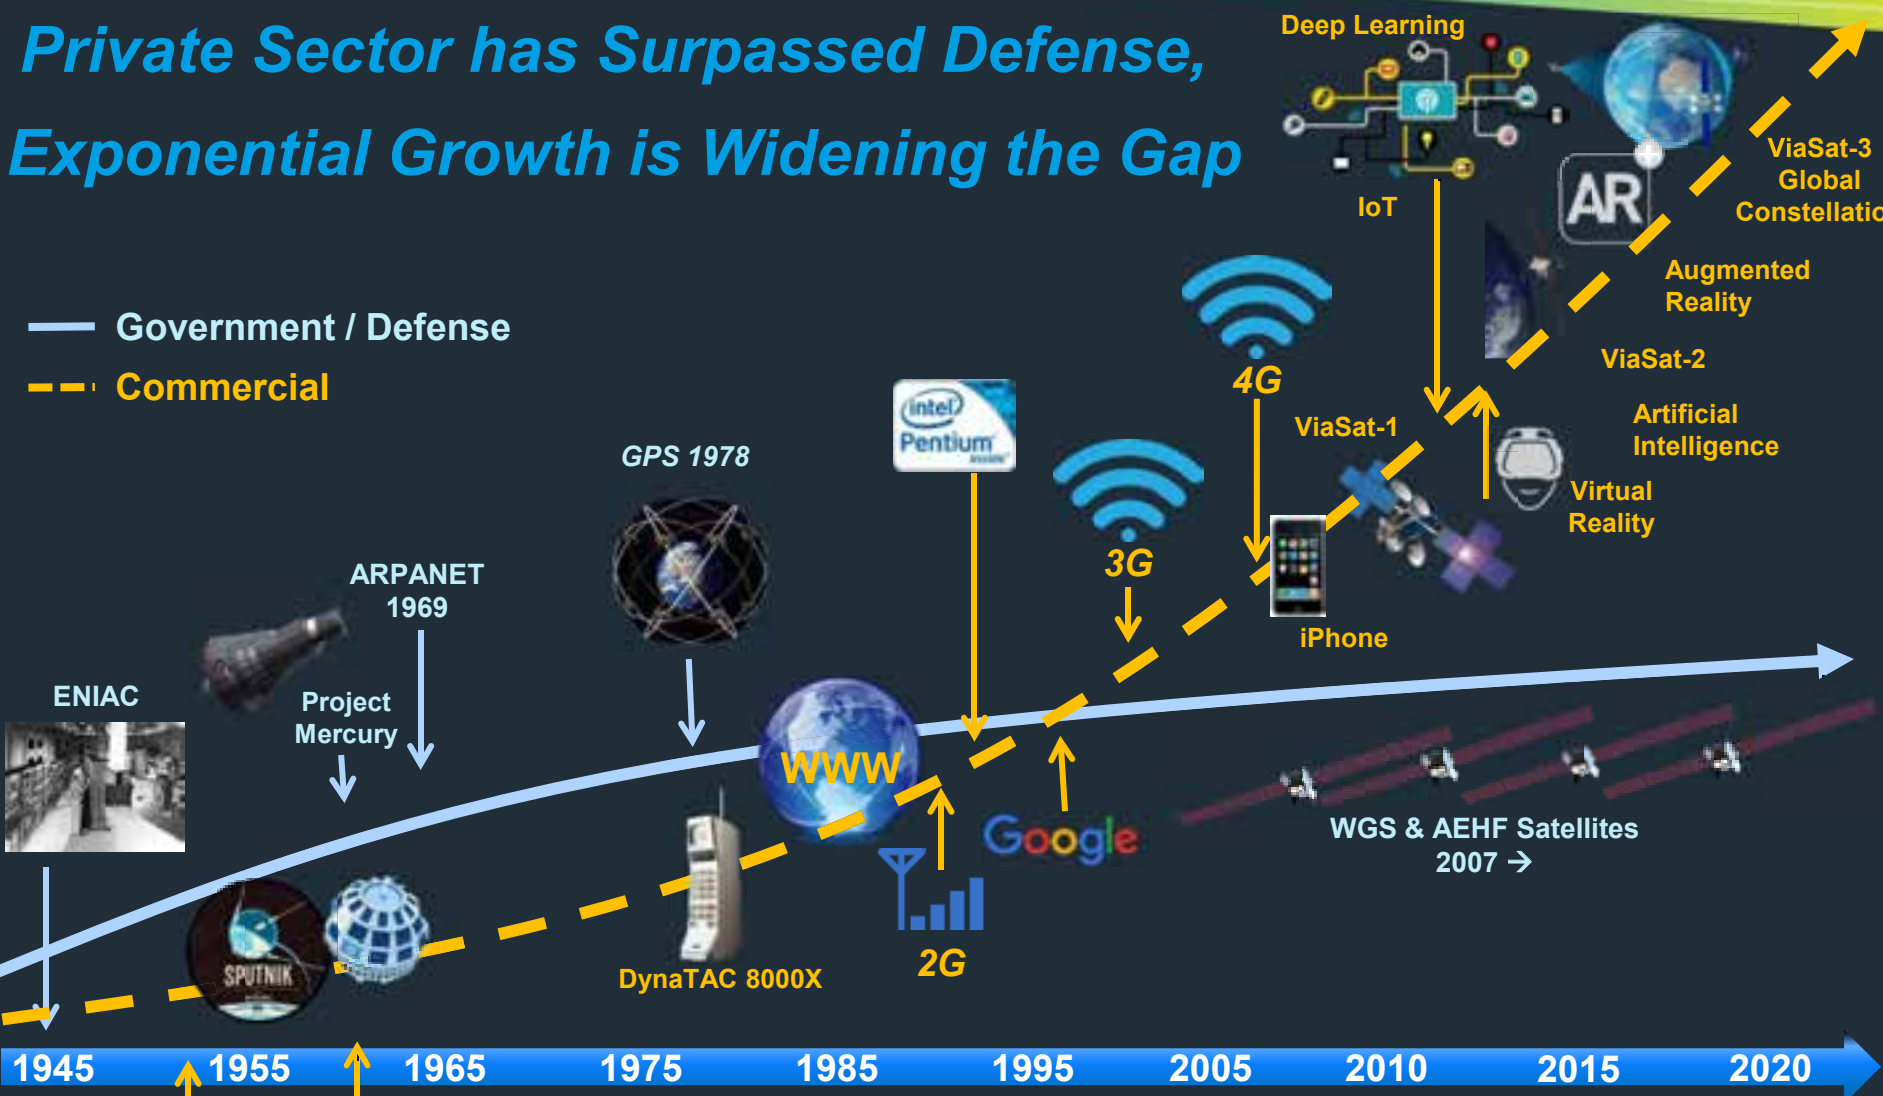 Private Sector has Surpassed Defense,
Exponential Growth is Widening the Gap
Government / Defense
Commercial
Deep Learning
IoT
AR
ViaSat-3
Global
Constellatio
Augmented
Reality
ViaSat-2
Artificial
Intelligence
Virtual
Reality
4G
ViaSat-1
intel
Pentium
inside
3G
iPhone
GPS 1978
ARPANET
1969
Project
Mercury
ENIAC
WWW
Google
2G
DynaTAC 8000X
SPUTNIK
WGS & AEHF Satellites
2007 →
1945 1955 1965 1975 1985 1995 2005 2010 2015 2020